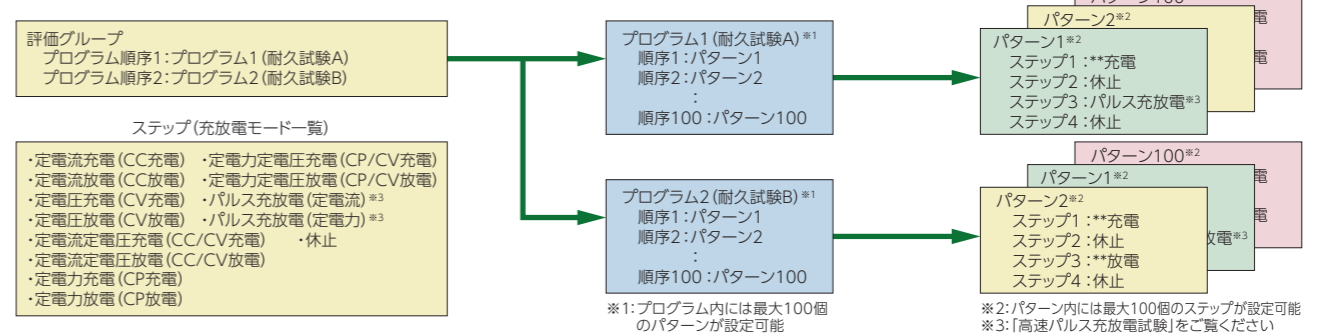 評価グループ
プログラム順序1:プログラム1(耐久試験A)
プログラム順序2:プログラム2(耐久試験B)
ステップ(充放電モード一覧)
・定電流充電(CC充電) ・定電力定電圧充電(CP/CV充電)
・定電流放電(CC放電) ・定電力定電圧放電(CP/CV放電)
・定電圧充電(CV充電) ・パルス充放電(定電流)※3
・定電圧放電(CV放電) ・パルス充放電(定電力)※3
・定電流定電圧充電(CC/CV充電) ・休止
・定電流定電圧放電(CC/CV放電)
・定電力充電(CP充電)
・定電力放電(CP放電)
プログラム1(耐久試験A)※1
順序1:パターン1
順序2:パターン2
:
順序100:パターン100
プログラム2(耐久試験B)※1
順序1:パターン1
順序2:パターン2
:
順序100:パターン100
※1:プログラム内には最大100個
のパターンが設定可能
パターン2※2
電
電
パターン1※2
ステップ1:**充電
ステップ2:休止
ステップ3:パルス充放電※3
ステップ4:休止
パターン100※2
電
電
パターン1※2
放電※3
パターン2※2
ステップ1:**充電
ステップ2:休止
ステップ3:**放電
ステップ4:休止
※2:パターン内には最大100個のステップが設定可能
※3:「高速パルス充放電試験」をご覧ください